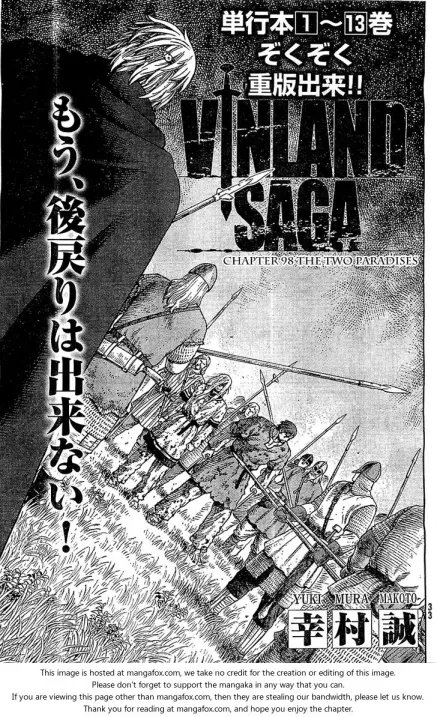 単行本1〜13巻
ぞくぞく
重版出来!!
VINLAND
SAGA
CHAPTER 98 THE TWO PARADISES
もう、後戻りは出来ない！
YUKI MURA MAKOTO
幸村誠
33
This image is hosted at mangafox.com, we take no credit for the creation or editing of this image.
Please don't forget to support the mangaka in any way that you can.
If you are viewing this page other than mangafox.com, then they are stealing our bandwidth, please let us know.
Thank you for reading at mangafox.com, and hope you enjoy the chapter.